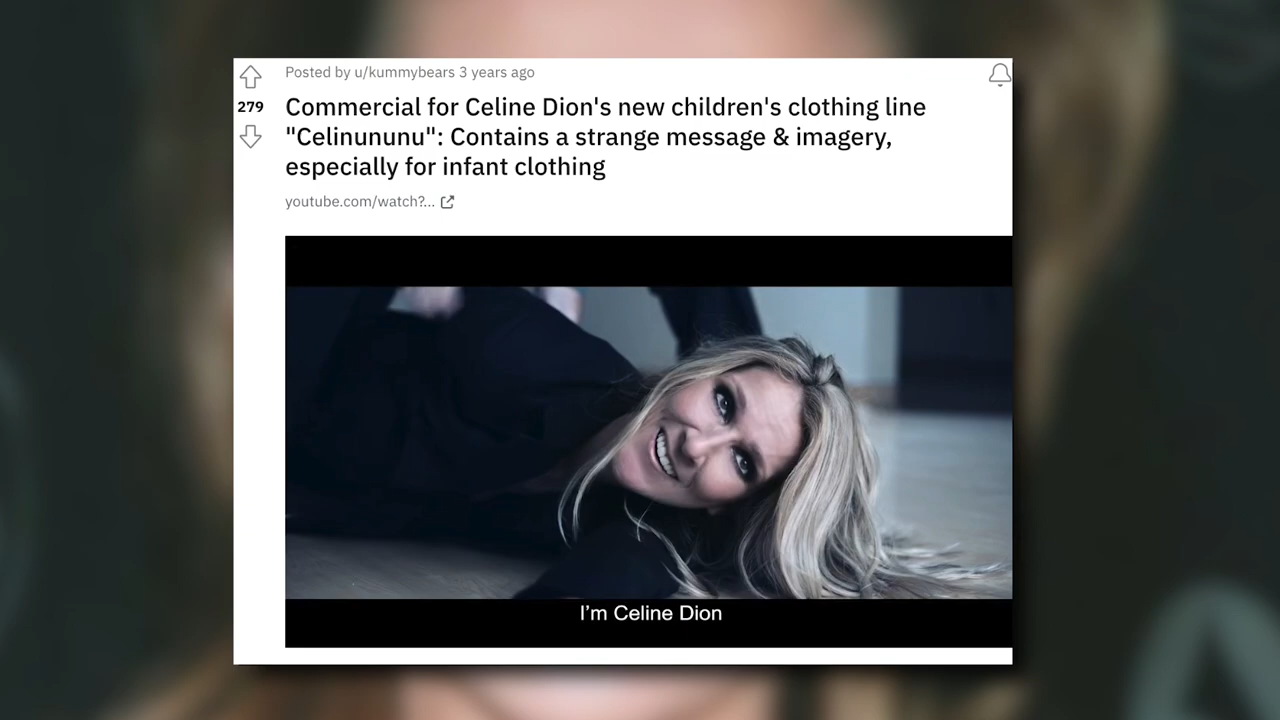 Posted by u/kummybears 3 years ago
279
Commercial for Celine Dion's new children's clothing line
"Celinununu": Contains a strange message & imagery,
especially for infant clothing
youtube.com/watch?...
I'm Celine Dion